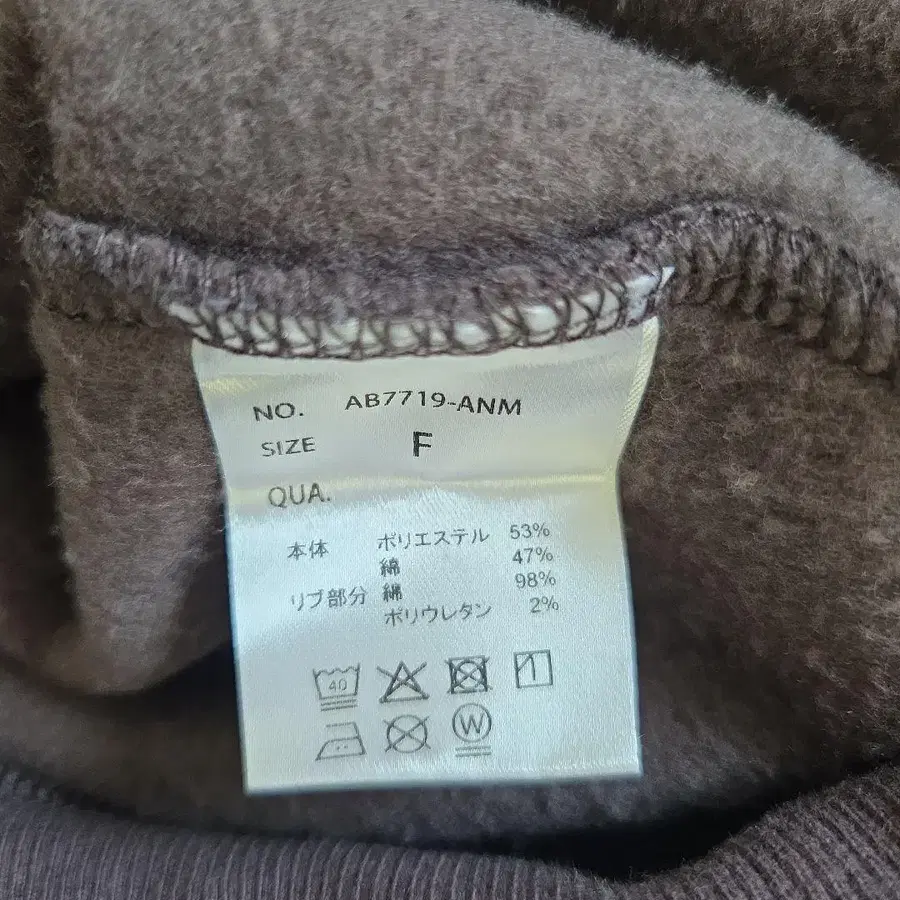 NO. AB7719-ANM
SIZE F
QUA.
本体 ポリエステル 53%
綿 47%
リブ部分 綿 98%
ポリウレタン 2%
40
W